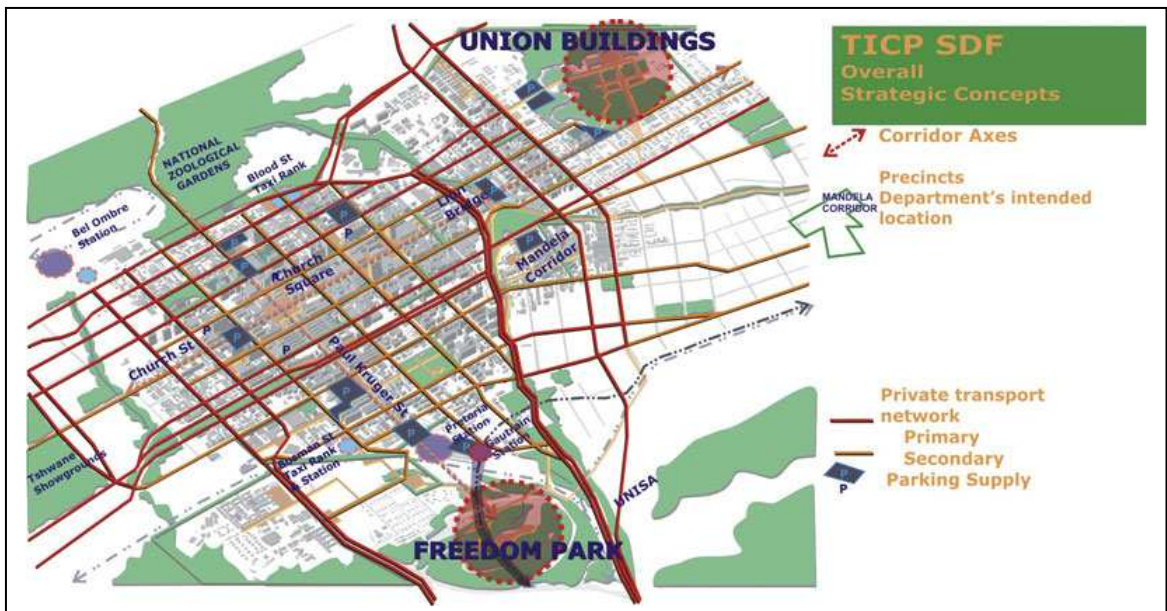 UNION BUILDINGS
TICP SDF
Overall
Strategic Concepts
Corridor Axes
Precincts
Department's intended
location
MANDELA
CORRIDOR
NATIONAL
ZOOLOGICAL
GARDENS
Blood St
Taxi Rank
Bel Ombre
Station
Lion
Bridge
Mandela
Corridor
Church
Square
Church St
Paul Kruger St
Pretoria
Station
Gautrain
Station
Bosman St
Taxi Rank
& Station
Tshwane
Showgrounds
UNISA
FREEDOM PARK
Private transport
network
Primary
Secondary
Parking Supply
P
P
P
P
P
P
P
P
P
P
P
P